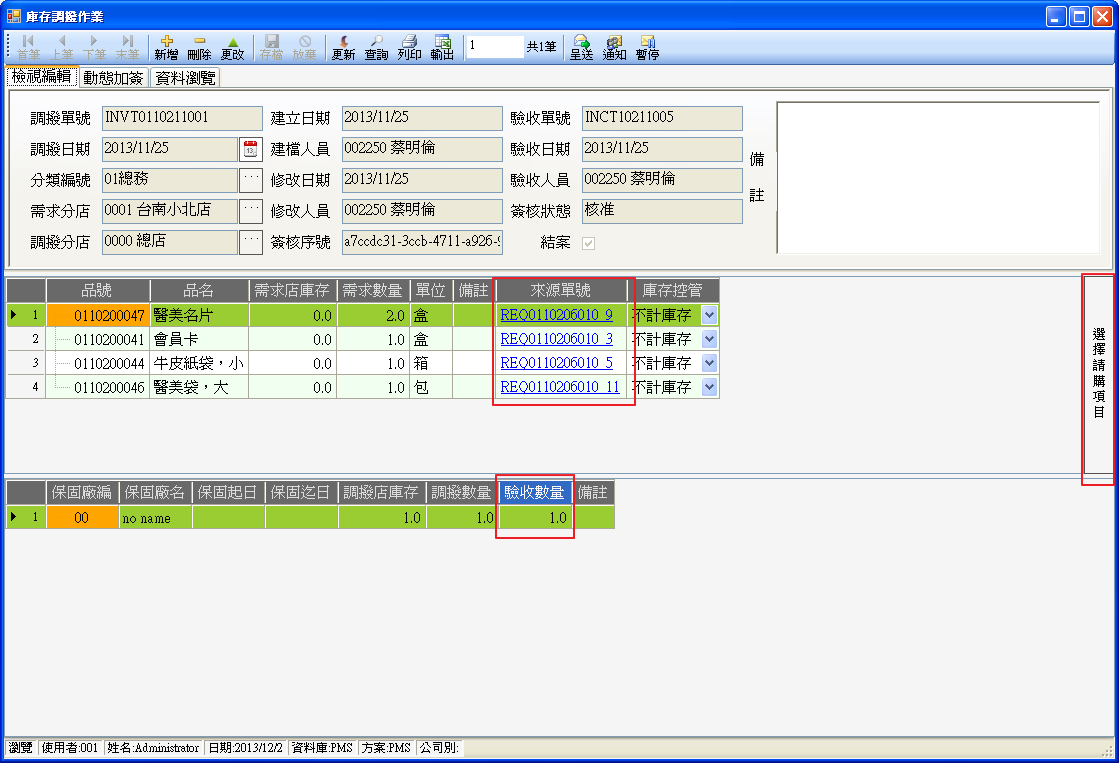 庫存調撥作業
首筆 上筆 下筆 末筆 新增 刪除 更改 存檔 放棄 更新 查詢 列印 輸出 1 共1筆 呈送 通知 暫停
檢視編輯 動態加簽 資料瀏覽
調撥單號 INVT0110211001 建立日期 2013/11/25 驗收單號 INCT10211005
調撥日期 2013/11/25 建檔人員 002250 蔡明倫 驗收日期 2013/11/25
分類編號 01總務 ... 修改日期 2013/11/25 驗收人員 002250 蔡明倫
需求分店 0001 台南小北店 ... 修改人員 002250 蔡明倫 簽核狀態 核准
調撥分店 0000 總店 ... 簽核序號 a7ccdc31-3ccb-4711-a926-9 結案
備註
品號 品名 需求店庫存 需求數量 單位 備註 來源單號 庫存控管
1 0110200047 醫美名片 0.0 2.0 盒 REQ0110206010_9 不計庫存
2 0110200041 會員卡 0.0 1.0 盒 REQ0110206010_3 不計庫存
3 0110200044 牛皮紙袋，小 0.0 1.0 箱 REQ0110206010_5 不計庫存
4 0110200046 醫美袋，大 0.0 1.0 包 REQ0110206010_11 不計庫存
選擇請購項目
保固廠編 保固廠名 保固起日 保固迄日 調撥店庫存 調撥數量 驗收數量 備註
1 00 no name 1.0 1.0 1.0
瀏覽 使用者:001 姓名:Administrator 日期:2013/12/2 資料庫:PMS 方案:PMS 公司別: